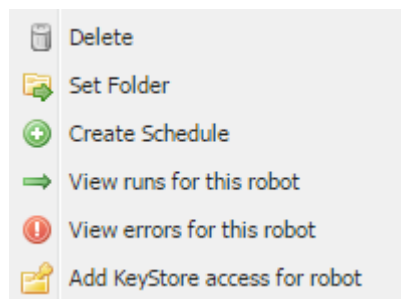 Delete
Set Folder
Create Schedule
View runs for this robot
View errors for this robot
Add KeyStore access for robot